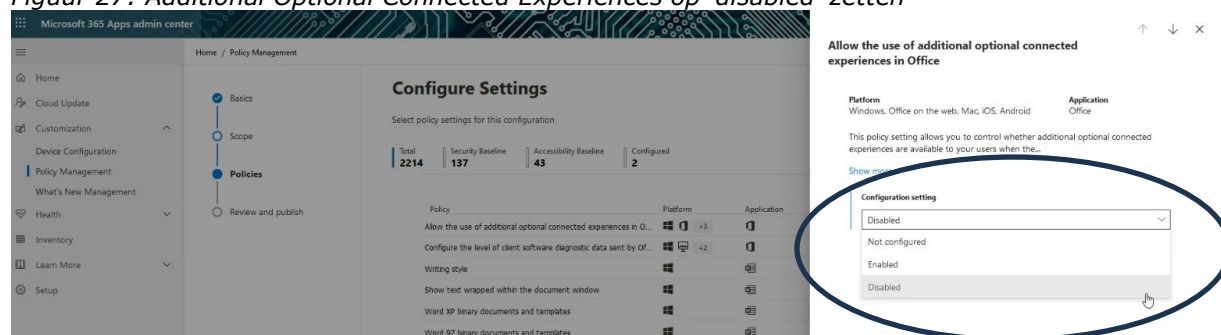 Figuur 27: Additional Optional Connected Experiences op 'disabled' zetten
Microsoft 365 Apps admin center
Home / Policy Management
Home
Cloud Update
Customization
Device Configuration
Policy Management
What's New Management
Health
Inventory
Learn More
Setup
Basics
Scope
Policies
Review and publish
Configure Settings
Select policy settings for this configuration
Total Security Baseline Accessibility Baseline Configured
2214 137 43 2
Policy Platform Application
Allow the use of additional optional connected experiences in O... +3
Configure the level of client software diagnostic data sent by Of... +2
Writing style
Show text wrapped within the document window
Word XP binary documents and templates
Word 97 binary documents and templates
Allow the use of additional optional connected
experiences in Office
Platform Application
Windows, Office on the web, Mac, iOS, Android Office
This policy setting allows you to control whether additional optional connected
experiences are available to your users when the...
Show more
Configuration setting
Disabled
Not configured
Enabled
Disabled